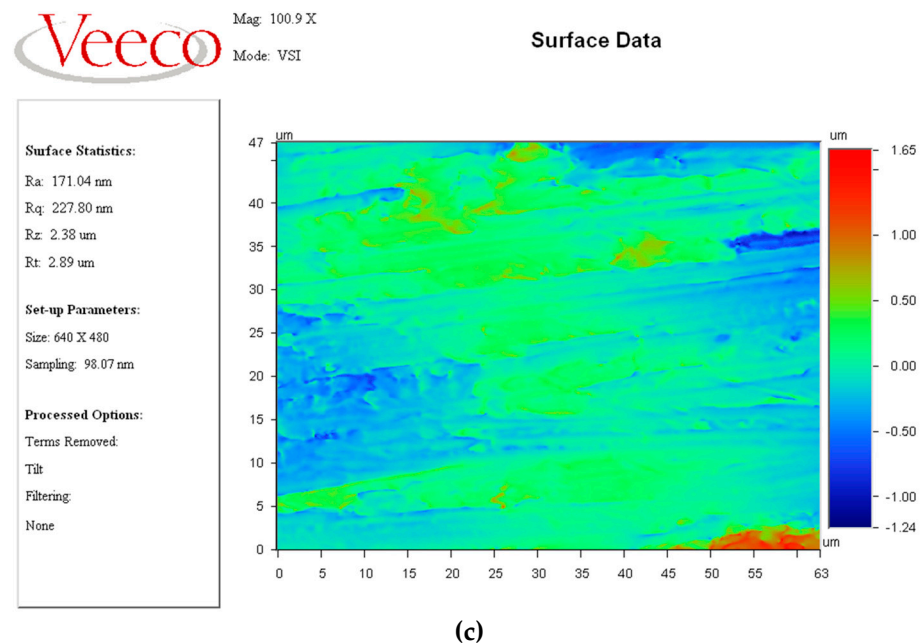 Veeco
Mag: 100.9 X
Mode: VSI
Surface Data
Surface Statistics:
Ra: 171.04 nm
Rq: 227.80 nm
Rz: 2.38 um
Rt: 2.89 um
Set-up Parameters:
Size: 640 X 480
Sampling: 98.07 nm
Processed Options:
Terms Removed:
Tilt
Filtering:
None
um
47
40
35
30
25
20
15
10
5
0
0 5 10 15 20 25 30 35 40 45 50 55 63
um
um
1.65
1.00
0.50
0.00
-0.50
-1.00
-1.24
(c)